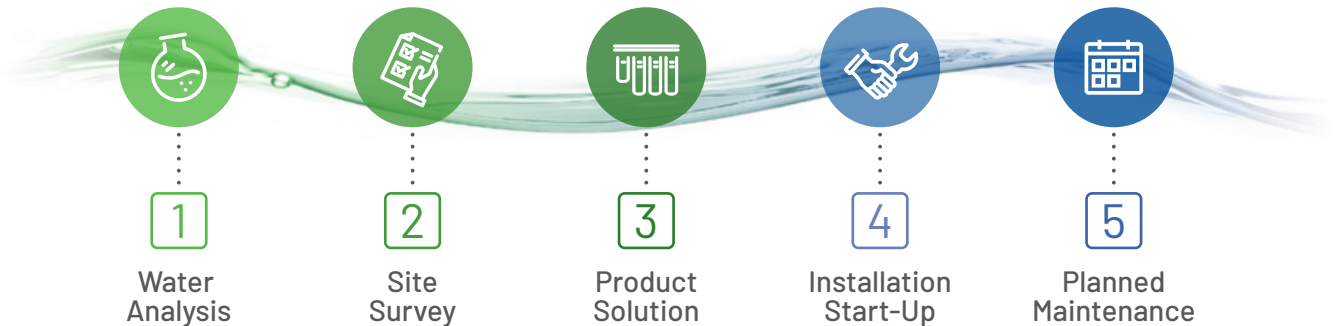 1
Water
Analysis
2
Site
Survey
3
Product
Solution
4
Installation
Start-Up
5
Planned
Maintenance